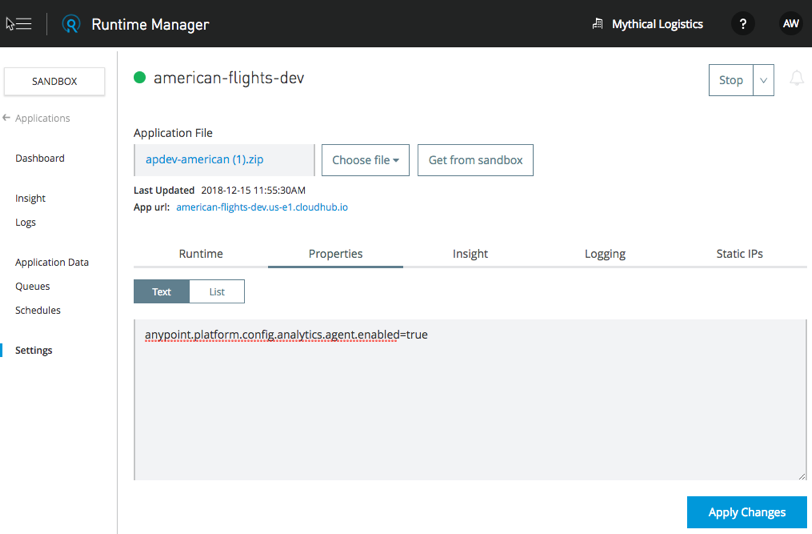 Runtime Manager
Mythical Logistics
?
AW
SANDBOX
Applications
Dashboard
Insight
Logs
Application Data
Queues
Schedules
Settings
american-flights-dev
Stop
Application File
apdev-american (1).zip
Choose file
Get from sandbox
Last Updated 2018-12-15 11:55:30AM
App url: american-flights-dev.us-e1.cloudhub.io
Runtime Properties Insight Logging Static IPs
Text List
anypoint.platform.config.analytics.agent.enabled=true
Apply Changes